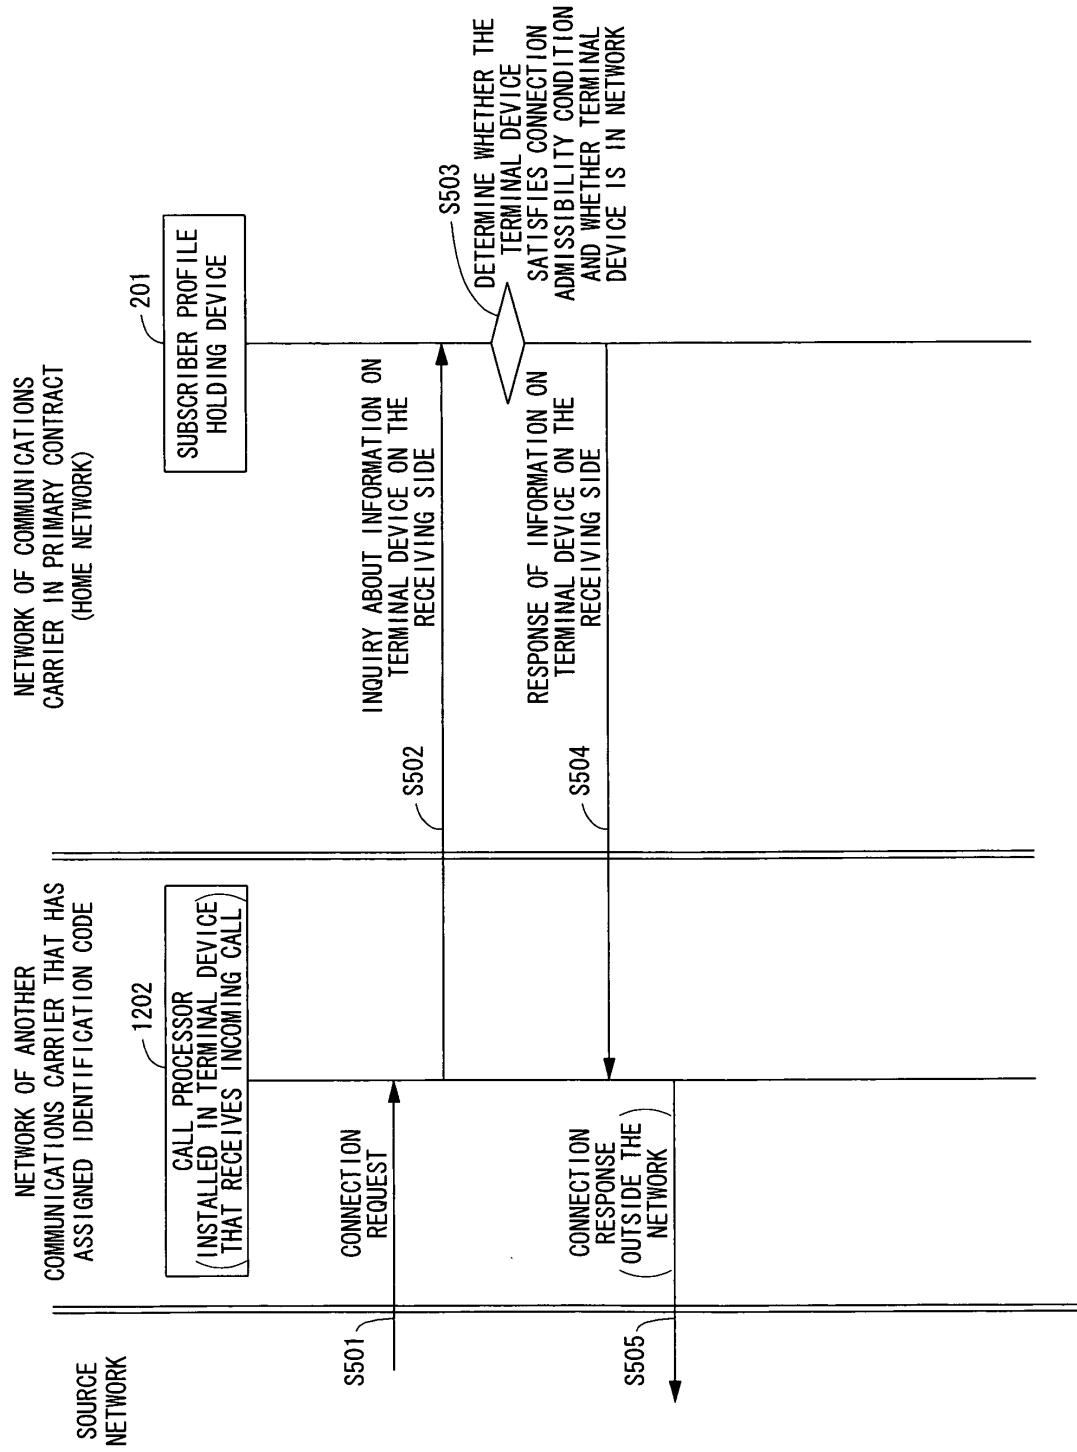 SOURCE
NETWORK
NETWORK OF ANOTHER
COMMUNICATIONS CARRIER THAT HAS
ASSIGNED IDENTIFICATION CODE
NETWORK OF COMMUNICATIONS
CARRIER IN PRIMARY CONTRACT
(HOME NETWORK)
1202
CALL PROCESSOR
(INSTALLED IN TERMINAL DEVICE
THAT RECEIVES INCOMING CALL)
201
SUBSCRIBER PROFILE
HOLDING DEVICE
S501
CONNECTION
REQUEST
S502
INQUIRY ABOUT INFORMATION ON
TERMINAL DEVICE ON THE
RECEIVING SIDE
S503
DETERMINE WHETHER THE
TERMINAL DEVICE
SATISFIES CONNECTION
ADMISSIBILITY CONDITION
AND WHETHER TERMINAL
DEVICE IS IN NETWORK
S504
RESPONSE OF INFORMATION ON
TERMINAL DEVICE ON THE
RECEIVING SIDE
S505
CONNECTION
RESPONSE
(OUTSIDE THE
NETWORK)